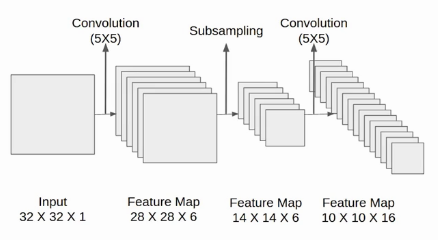 Convolution
(5X5)
Subsampling
Convolution
(5X5)
Input
32 X 32 X 1
Feature Map
28 X 28 X 6
Feature Map
14 X 14 X 6
Feature Map
10 X 10 X 16